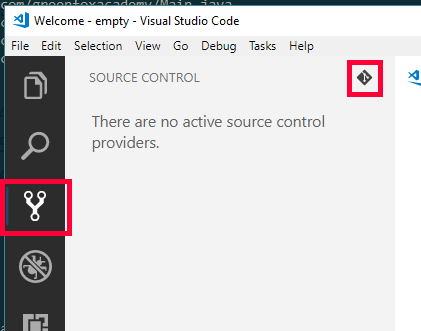 com/greenfoxacademy/Main.java
Welcome - empty - Visual Studio Code
File Edit Selection View Go Debug Tasks Help
SOURCE CONTROL
There are no active source control
providers.